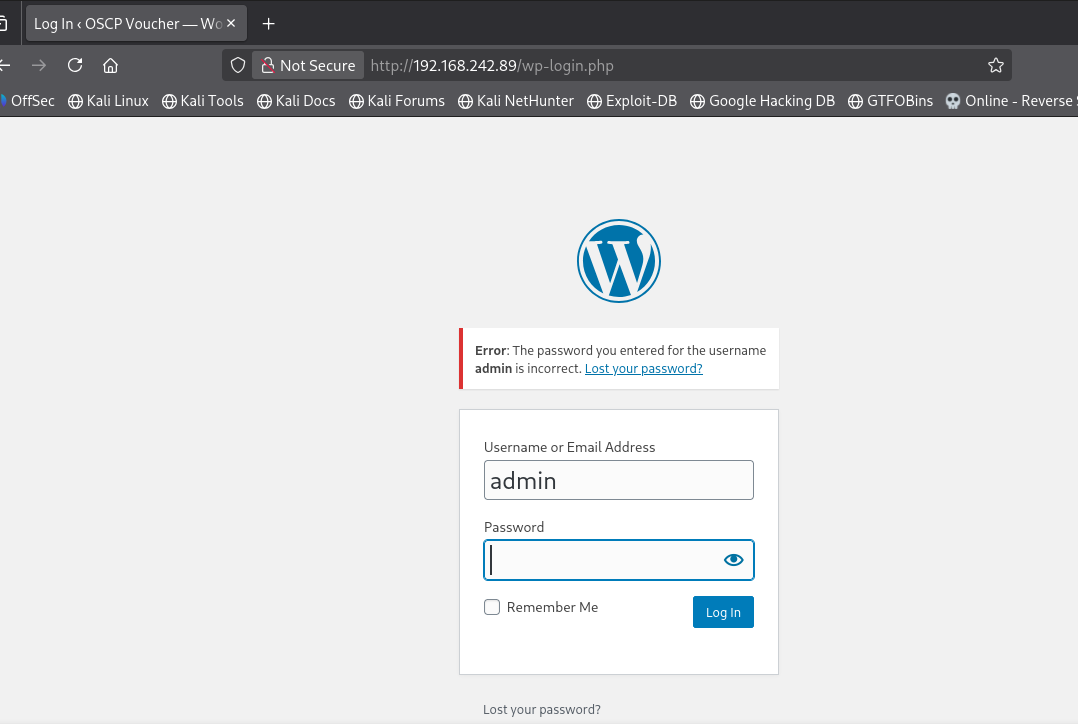 Log In ‹ OSCP Voucher — Wo
Not Secure http://192.168.242.89/wp-login.php
OffSec Kali Linux Kali Tools Kali Docs Kali Forums Kali NetHunter Exploit-DB Google Hacking DB GTFOBins Online - Reverse S
Error: The password you entered for the username
admin is incorrect. Lost your password?
Username or Email Address
admin
Password
Remember Me
Log In
Lost your password?